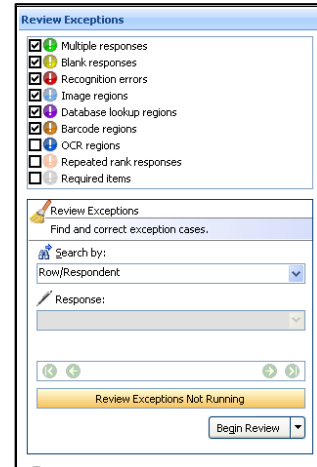 Review Exceptions
Multiple responses
Blank responses
Recognition errors
Image regions
Database lookup regions
Barcode regions
OCR regions
Repeated rank responses
Required items
Review Exceptions
Find and correct exception cases.
Search by:
Row/Respondent
Response:
Review Exceptions Not Running
Begin Review